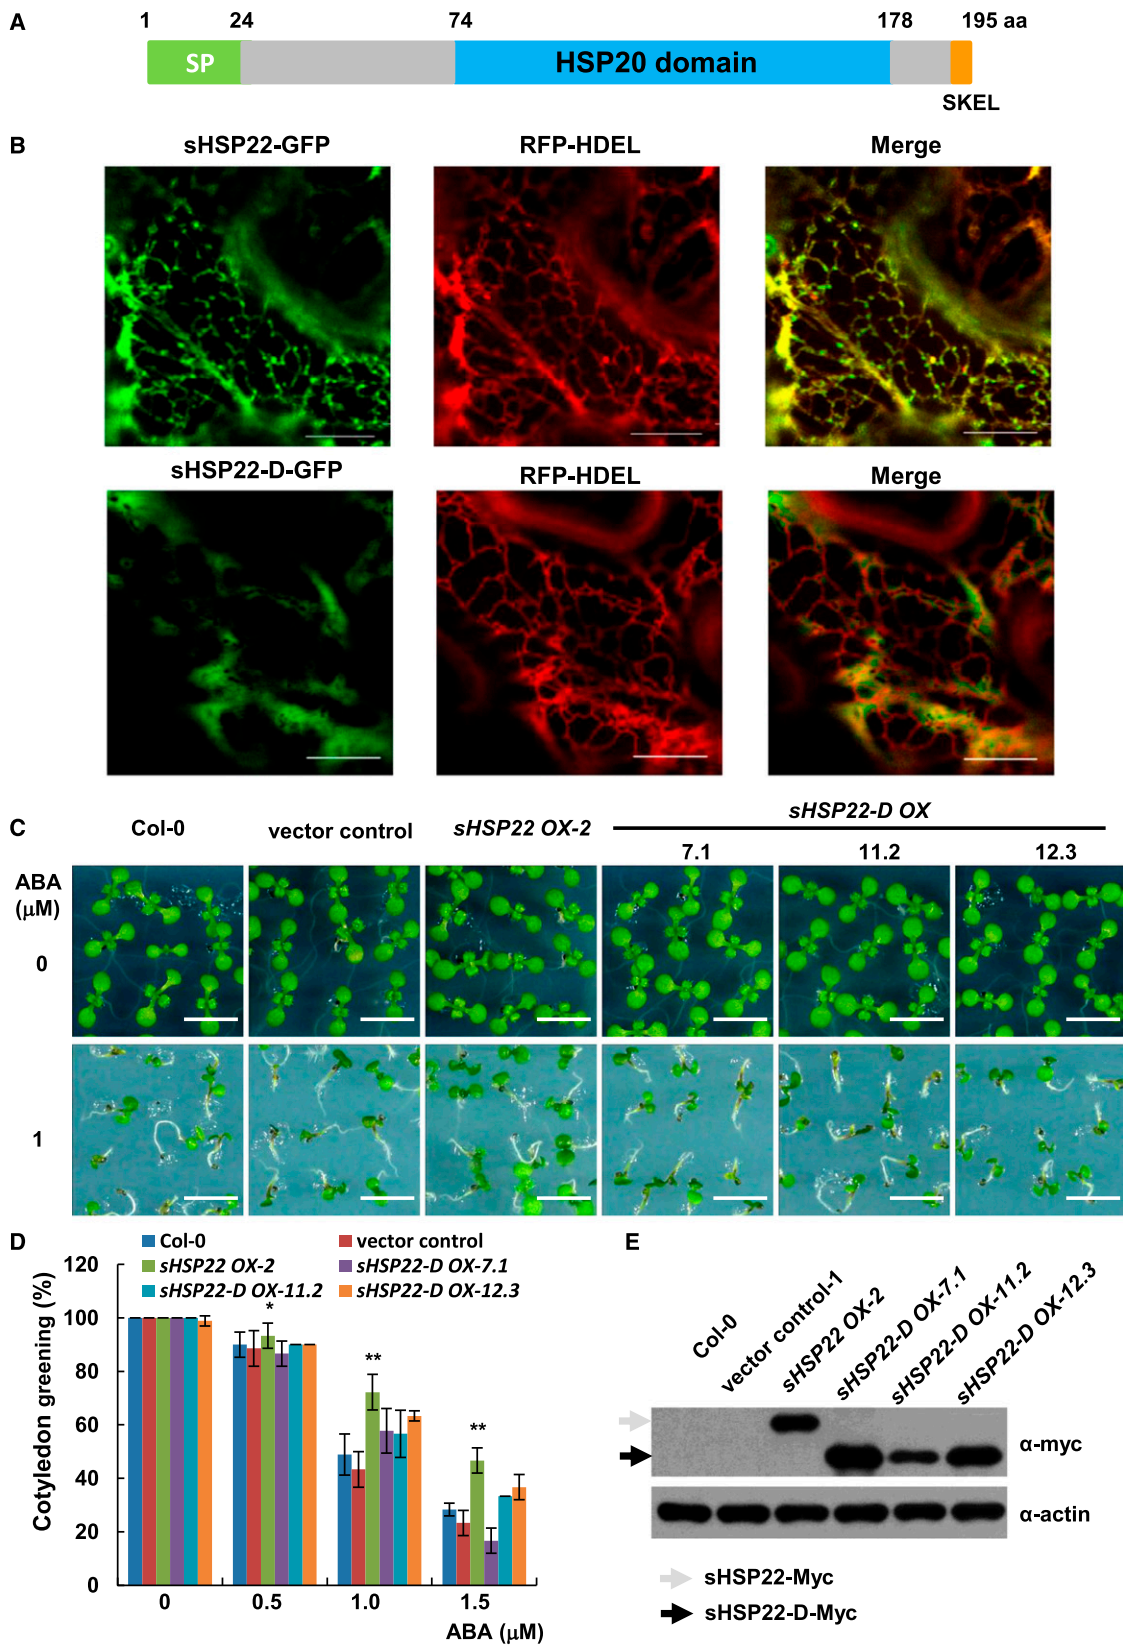 A
1 24 74 178 195 aa
SP HSP20 domain
SKEL
B
sHSP22-GFP RFP-HDEL Merge
sHSP22-D-GFP RFP-HDEL Merge
C
Col-0 vector control sHSP22 OX-2 sHSP22-D OX
7.1 11.2 12.3
ABA
(μM)
0
1
D
Col-0 vector control
sHSP22 OX-2 sHSP22-D OX-7.1
sHSP22-D OX-11.2 sHSP22-D OX-12.3
Cotyledon greening (%)
120
100
80
60
40
20
0
* ** **
0 0.5 1.0 1.5
ABA (μM)
E
Col-0
vector control-1
sHSP22 OX-2
sHSP22-D OX-7.1
sHSP22-D OX-11.2
sHSP22-D OX-12.3
α-myc
α-actin
sHSP22-Myc
sHSP22-D-Myc